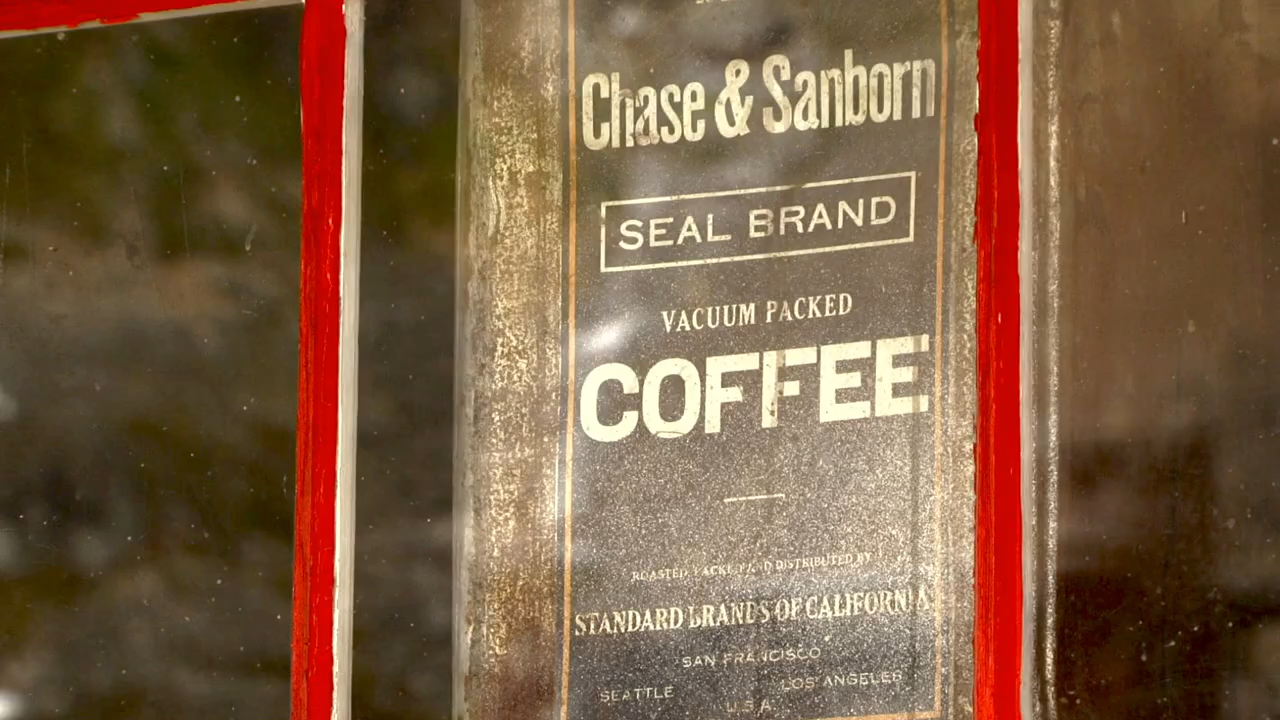 Chase & Sanborn
SEAL BRAND
VACUUM PACKED
COFFEE
ROASTED PACKED AND DISTRIBUTED BY
STANDARD BRANDS OF CALIFORNIA
SAN FRANCISCO
SEATTLE LOS ANGELES
U.S.A.